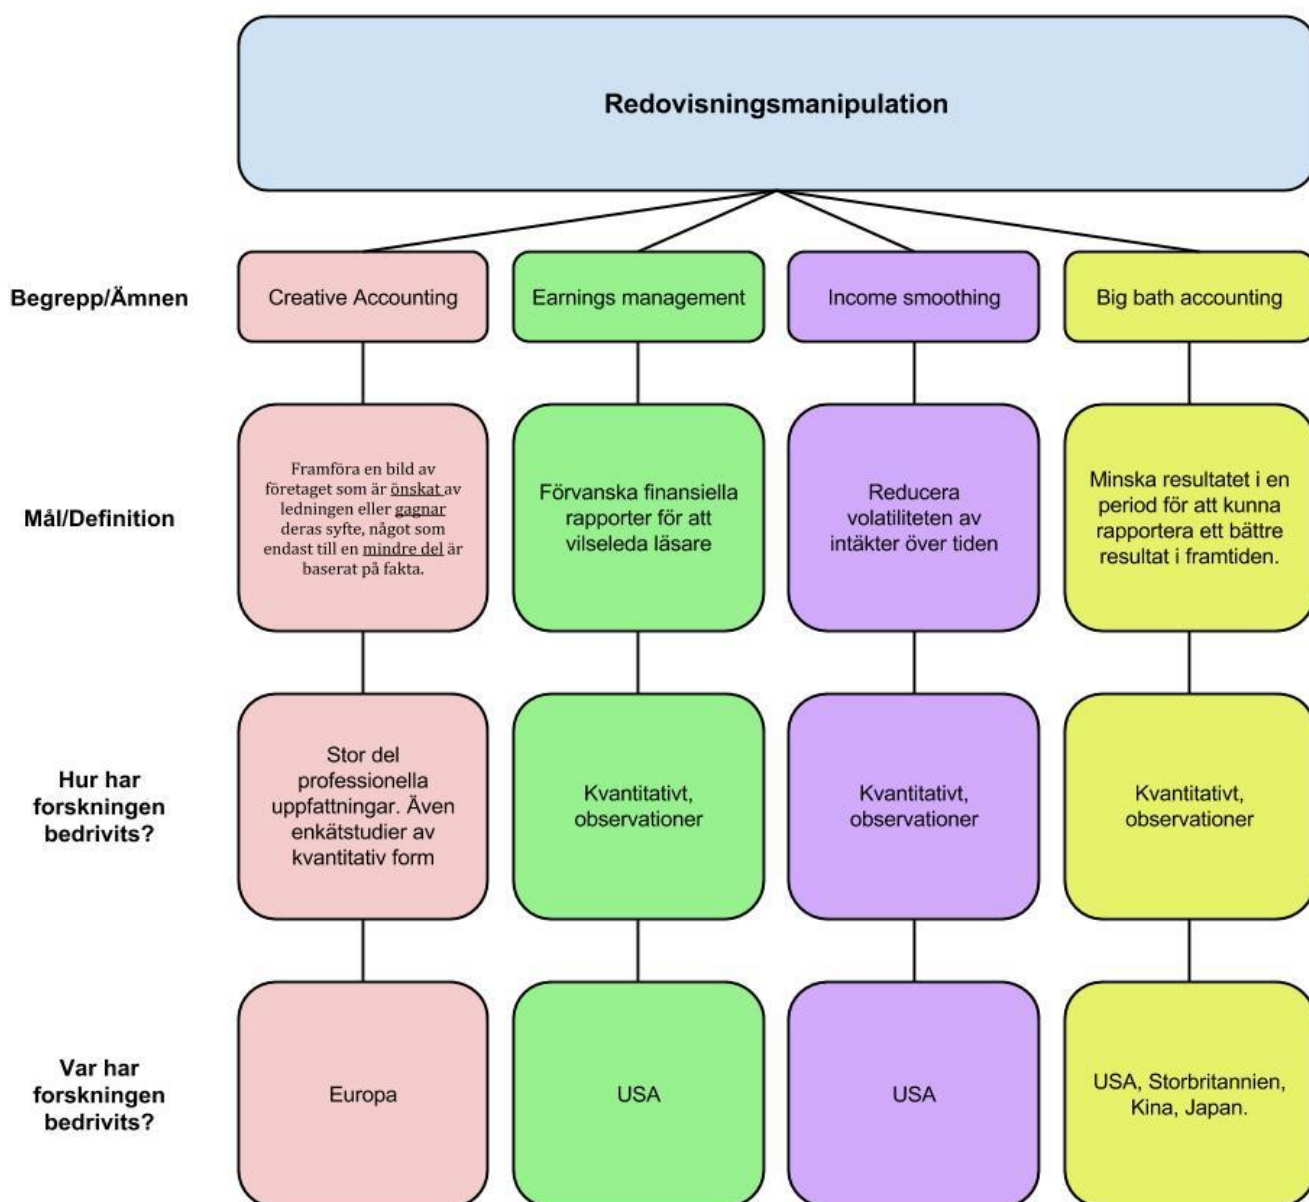 Redovisningsmanipulation
Begrepp/Ämnen
Creative Accounting
Earnings management
Income smoothing
Big bath accounting
Mål/Definition
Framföra en bild av
företaget som är önskat av
ledningen eller gagnar
deras syfte, något som
endast till en mindre del är
baserat på fakta.
Förvanska finansiella
rapporter för att
vilseleda läsare
Reducera
volatiliteten av
intäkter över tiden
Minska resultatet i en
period för att kunna
rapportera ett bättre
resultat i framtiden.
Hur har
forskningen
bedrivits?
Stor del
professionella
uppfattningar. Även
enkätstudier av
kvantitativ form
Kvantitativt,
observationer
Kvantitativt,
observationer
Kvantitativt,
observationer
Var har
forskningen
bedrivits?
Europa
USA
USA
USA, Storbritannien,
Kina, Japan.